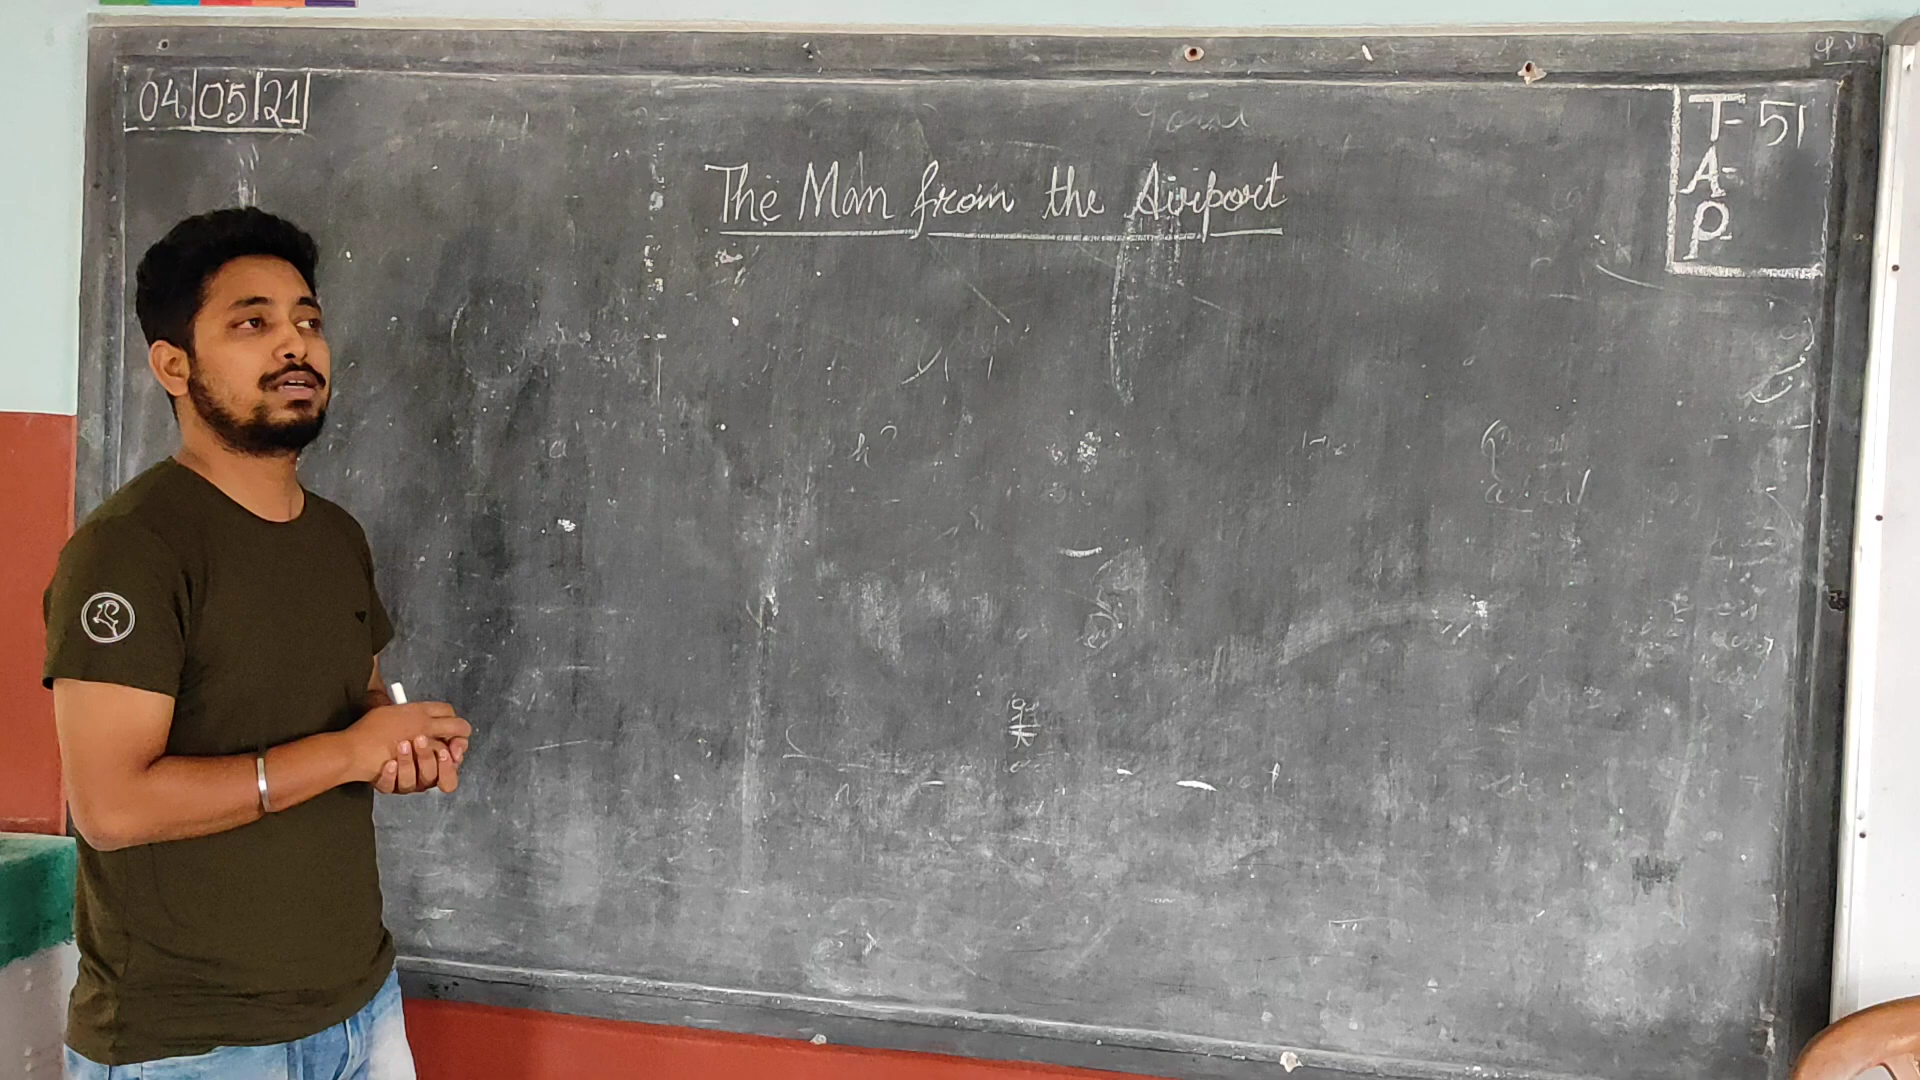 04|05|21
The Man from the Airport
T- 51
A-
P-